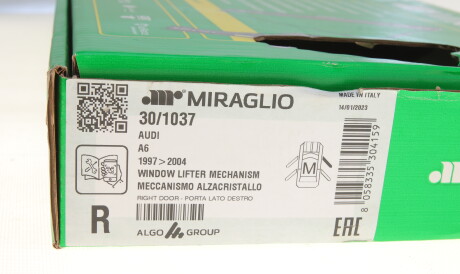 MIRAGLIO
MADE IN ITALY
30/1037
14/01/2023
AUDI
A6
1997 > 2004
WINDOW LIFTER MECHANISM
MECCANISMO ALZACRISTALLO
RIGHT DOOR - PORTA LATO DESTRO
M
R
ALGO GROUP
EAC
8 058335 304159